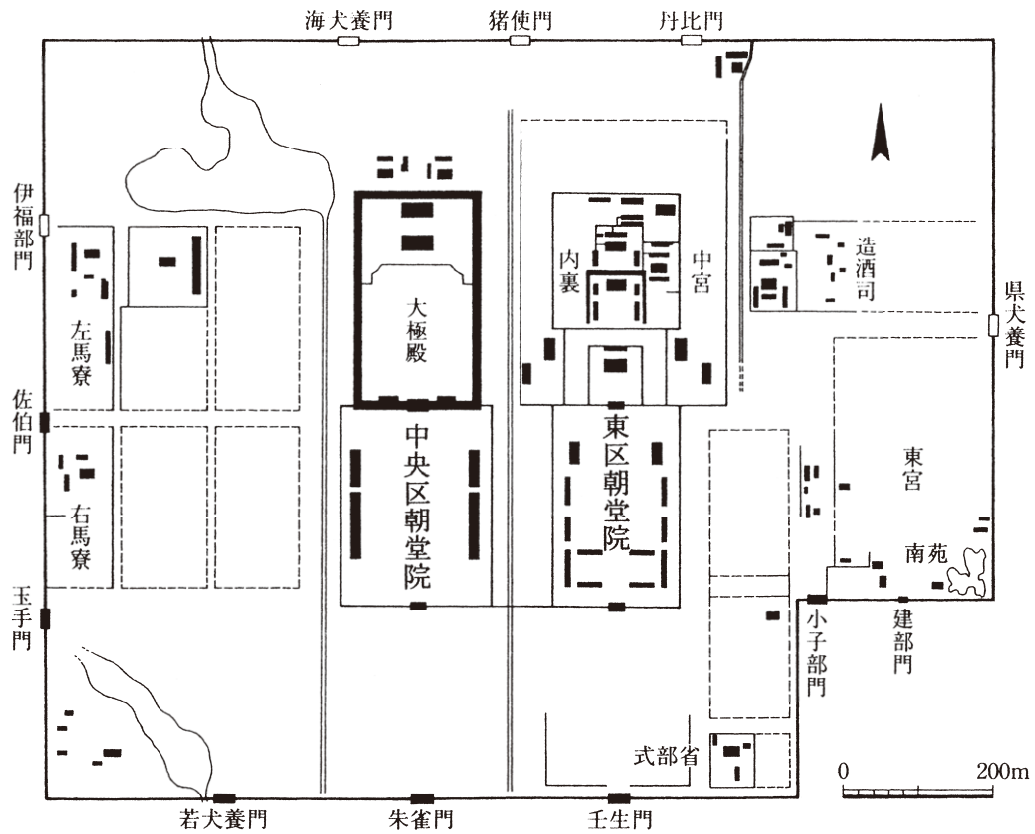 海犬養門
猪使門
丹比門
伊福部門
左馬寮
大極殿
内裏
中宮
造酒司
県犬養門
佐伯門
右馬寮
中央区朝堂院
東区朝堂院
東宮
南苑
玉手門
小子部門
建部門
式部省
0 200m
若犬養門
朱雀門
壬生門